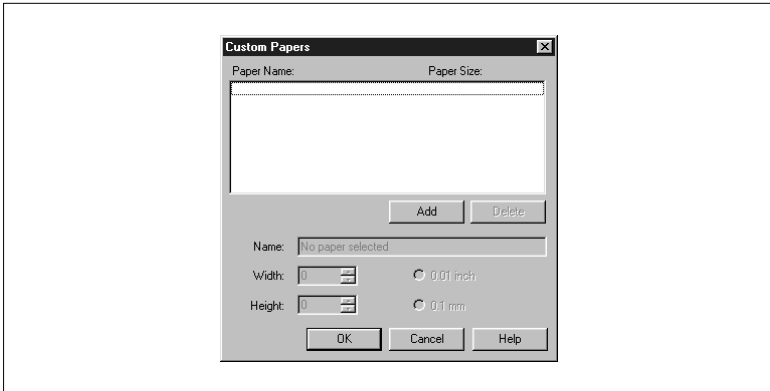 Custom Papers
Paper Name: Paper Size:
Add Delete
Name: No paper selected
Width: 0 0.01 inch
Height: 0 0.1 mm
OK Cancel Help